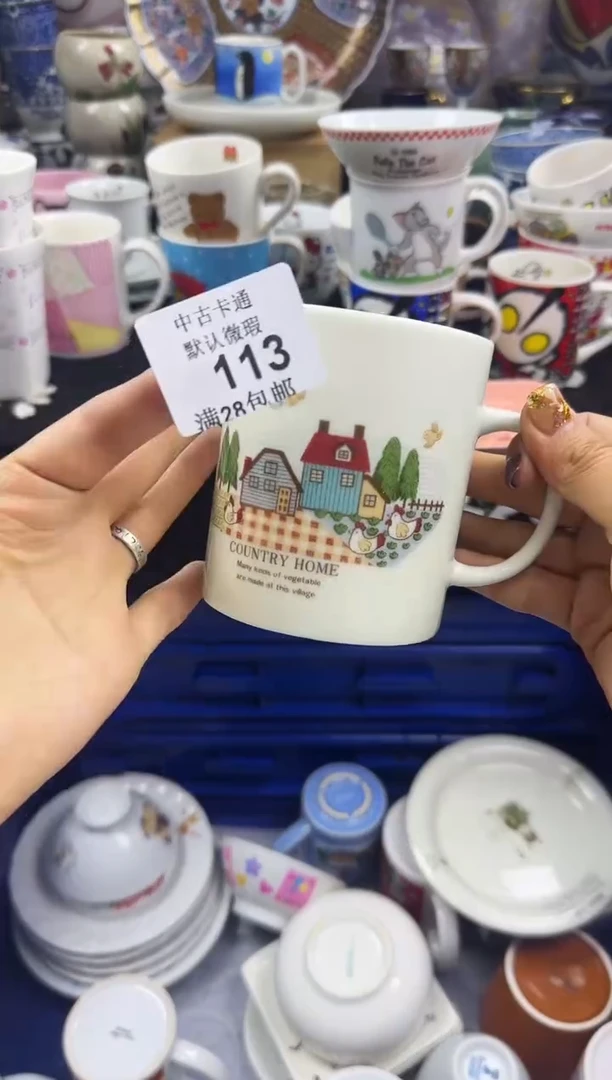 中古卡通
默认微瑕
113
满28包邮
COUNTRY HOME
Many kinds of vegetable
are made at this village